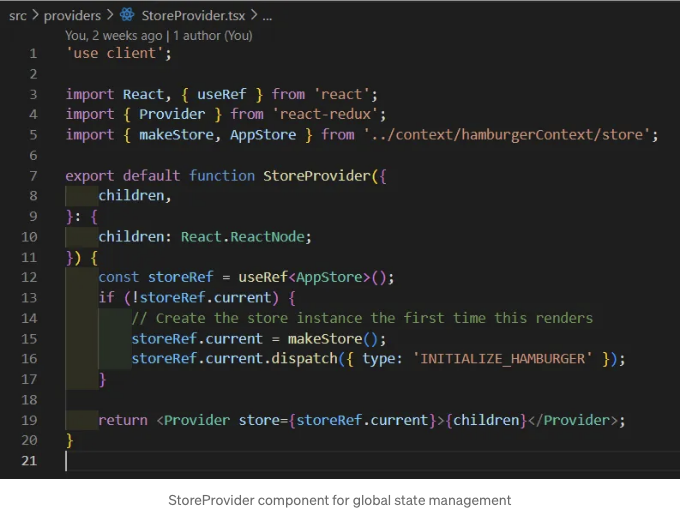 src > providers > StoreProvider.tsx > ...
You, 2 weeks ago | 1 author (You)
1 'use client';
2
3 import React, { useRef } from 'react';
4 import { Provider } from 'react-redux';
5 import { makeStore, AppStore } from '../context/hamburgerContext/store';
6
7 export default function StoreProvider({
8     children,
9 }: {
10     children: React.ReactNode;
11 }) {
12     const storeRef = useRef<AppStore>();
13     if (!storeRef.current) {
14         // Create the store instance the first time this renders
15         storeRef.current = makeStore();
16         storeRef.current.dispatch({ type: 'INITIALIZE_HAMBURGER' });
17     }
18
19     return <Provider store={storeRef.current}>{children}</Provider>;
20 }
21
StoreProvider component for global state management